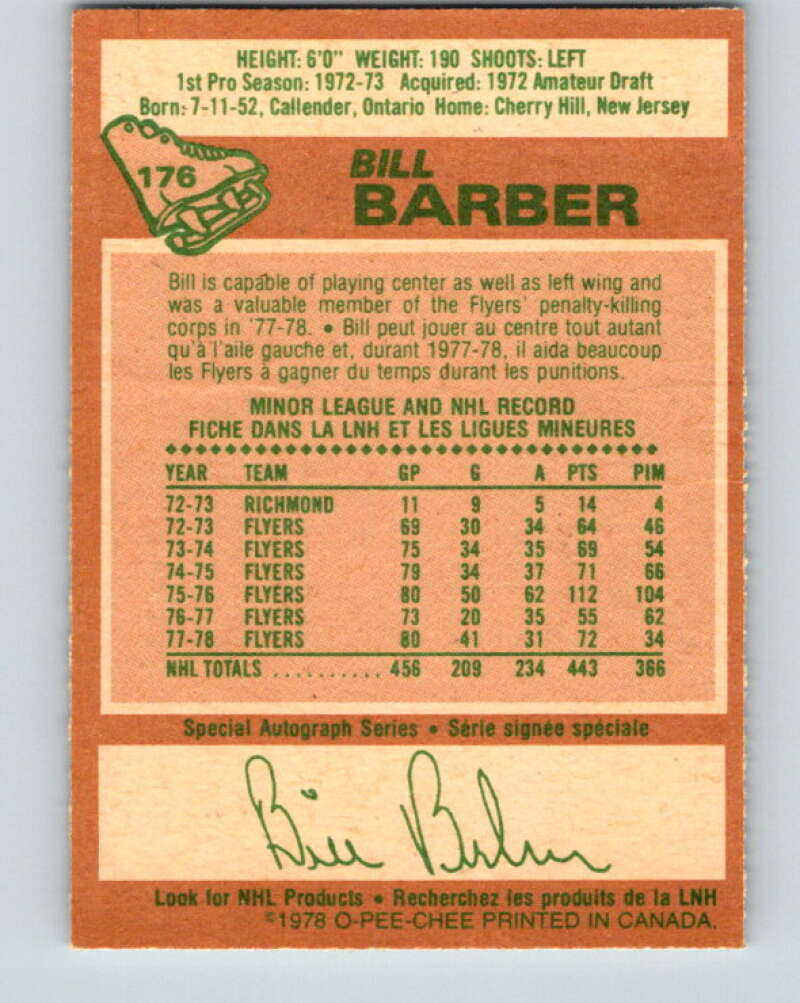 HEIGHT: 6'0" WEIGHT: 190 SHOOTS: LEFT
1st Pro Season: 1972-73 Acquired: 1972 Amateur Draft
Born: 7-11-52, Callender, Ontario Home: Cherry Hill, New Jersey
176
BILL
BARBER
Bill is capable of playing center as well as left wing and
was a valuable member of the Flyers' penalty-killing
corps in '77-78. • Bill peut jouer au centre tout autant
qu'à l'aile gauche et, durant 1977-78, il aida beaucoup
les Flyers à gagner du temps durant les punitions.
MINOR LEAGUE AND NHL RECORD
FICHE DANS LA LNH ET LES LIGUES MINEURES
YEAR TEAM GP G A PTS PIM
72-73 RICHMOND 11 9 5 14 4
72-73 FLYERS 69 30 34 64 46
73-74 FLYERS 75 34 35 69 54
74-75 FLYERS 79 34 37 71 66
75-76 FLYERS 80 50 62 112 104
76-77 FLYERS 73 20 35 55 62
77-78 FLYERS 80 41 31 72 34
NHL TOTALS .......... 456 209 234 443 366
Special Autograph Series • Série signée spéciale
Bill Barber
Look for NHL Products • Recherchez les produits de la LNH
©1978 O-PEE-CHEE PRINTED IN CANADA.